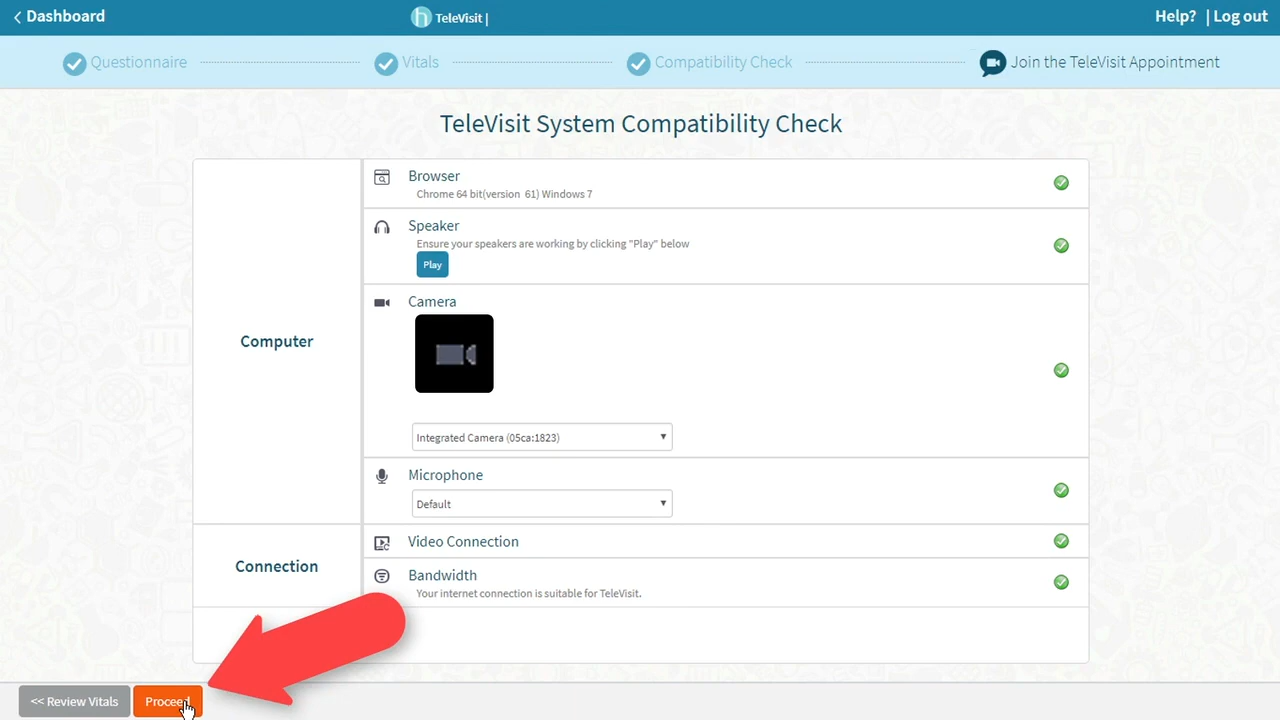 Dashboard
TeleVisit |
Help? | Log out
Questionnaire
Vitals
Compatibility Check
Join the TeleVisit Appointment
TeleVisit System Compatibility Check
Computer
Browser
Chrome 64 bit(version 61) Windows 7
Speaker
Ensure your speakers are working by clicking "Play" below
Play
Camera
Integrated Camera (05ca:1823)
Microphone
Default
Connection
Video Connection
Bandwidth
Your internet connection is suitable for TeleVisit.
<< Review Vitals
Proceed